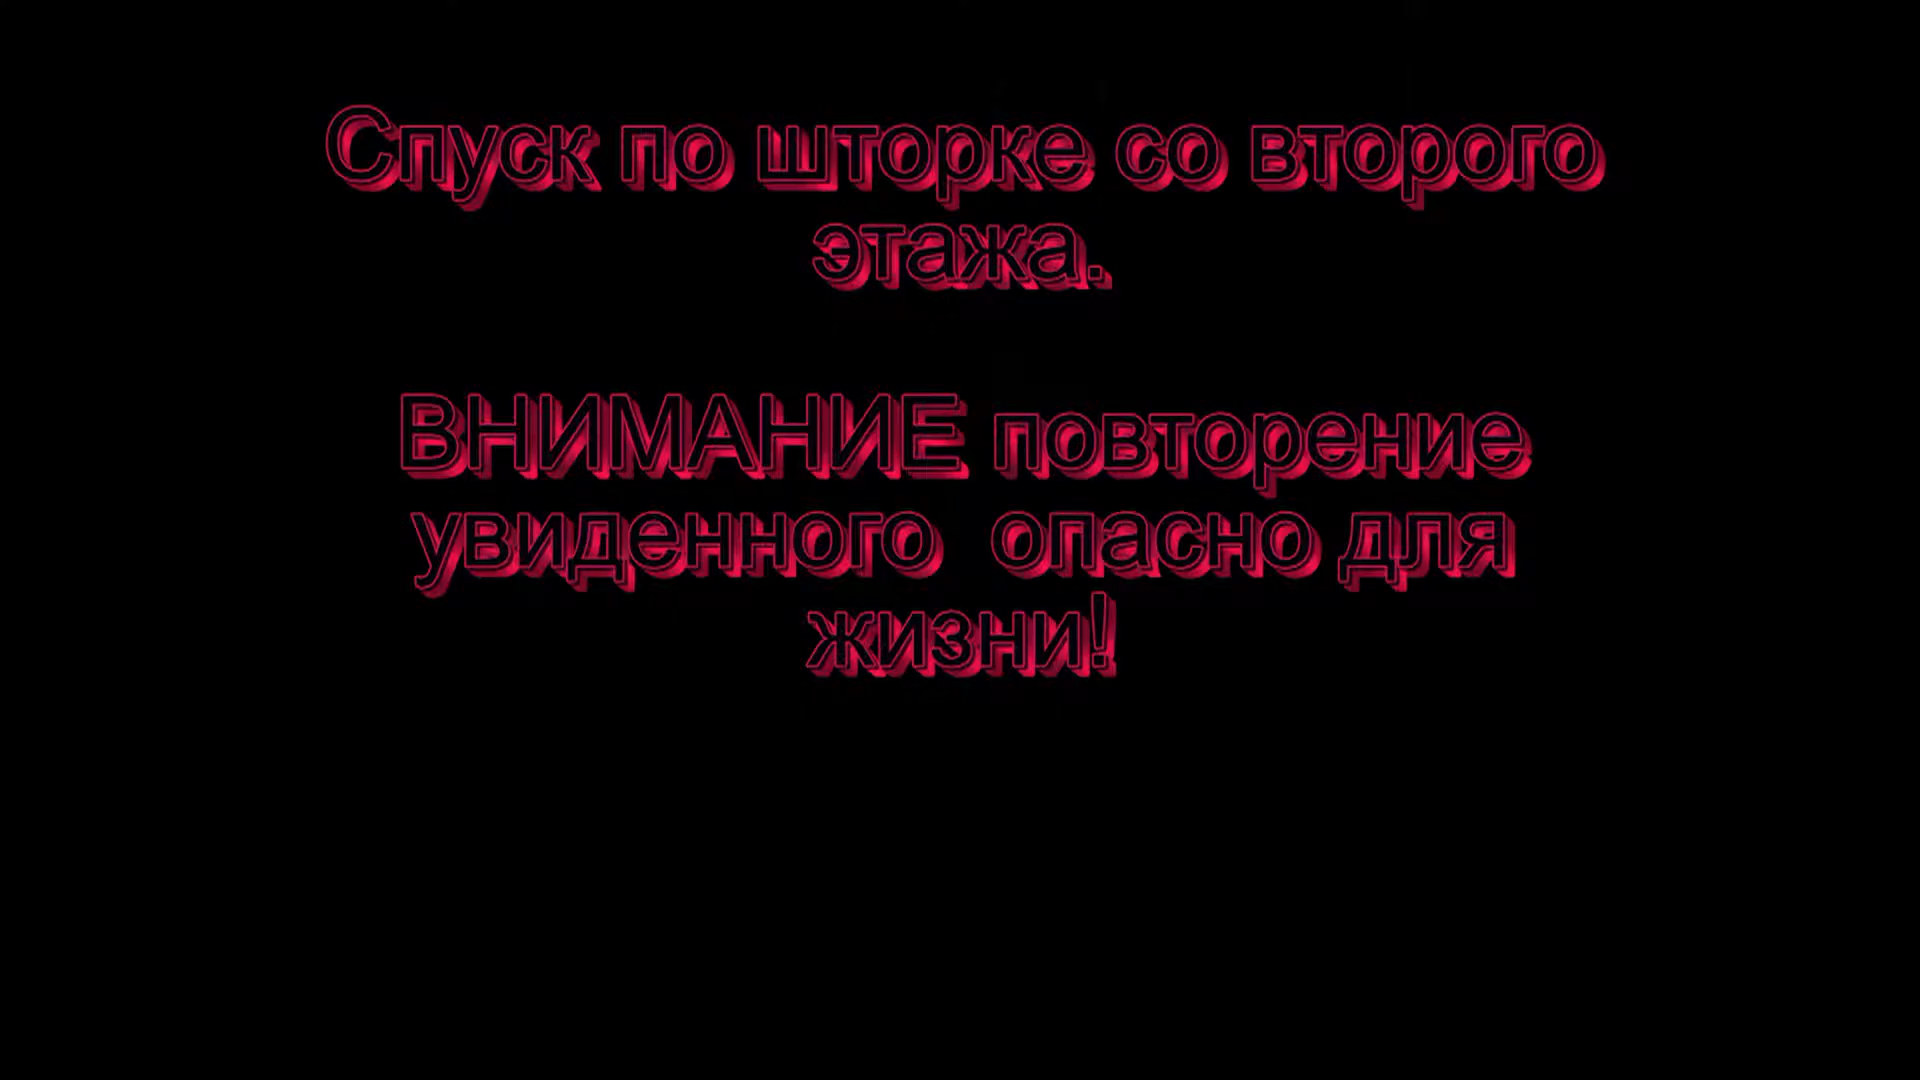 Спуск по шторке со второго
этажа.
ВНИМАНИЕ повторение
увиденного опасно для
жизни!